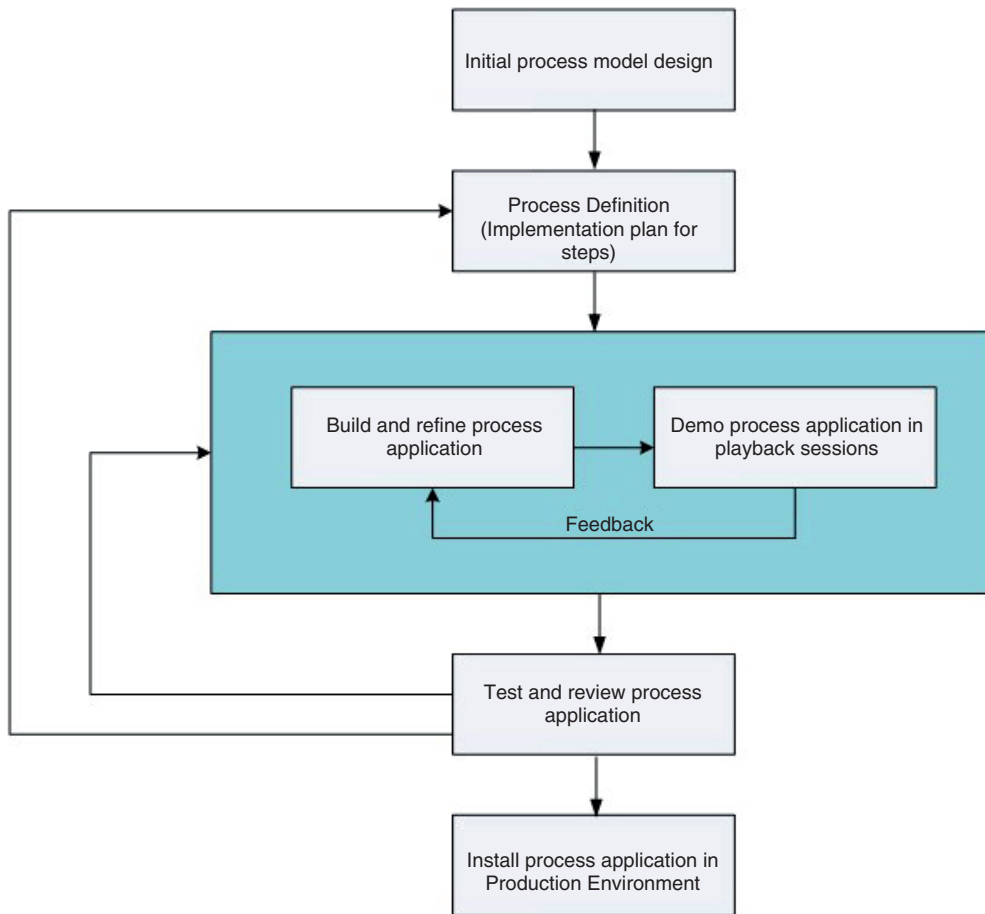 Initial process model design
Process Definition
(Implementation plan for
steps)
Build and refine process
application
Demo process application in
playback sessions
Feedback
Test and review process
application
Install process application in
Production Environment